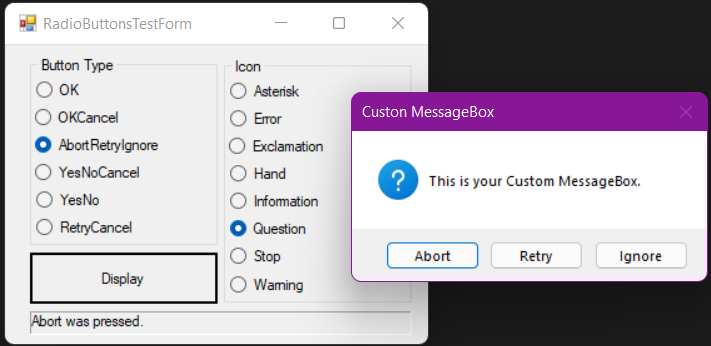 RadioButtonsTestForm
Button Type
OK
OKCancel
AbortRetryIgnore
YesNoCancel
YesNo
RetryCancel
Display
Abort was pressed.
Icon
Asterisk
Error
Exclamation
Hand
Information
Question
Stop
Warning
Custon MessageBox
?
This is your Custom MessageBox.
Abort Retry Ignore